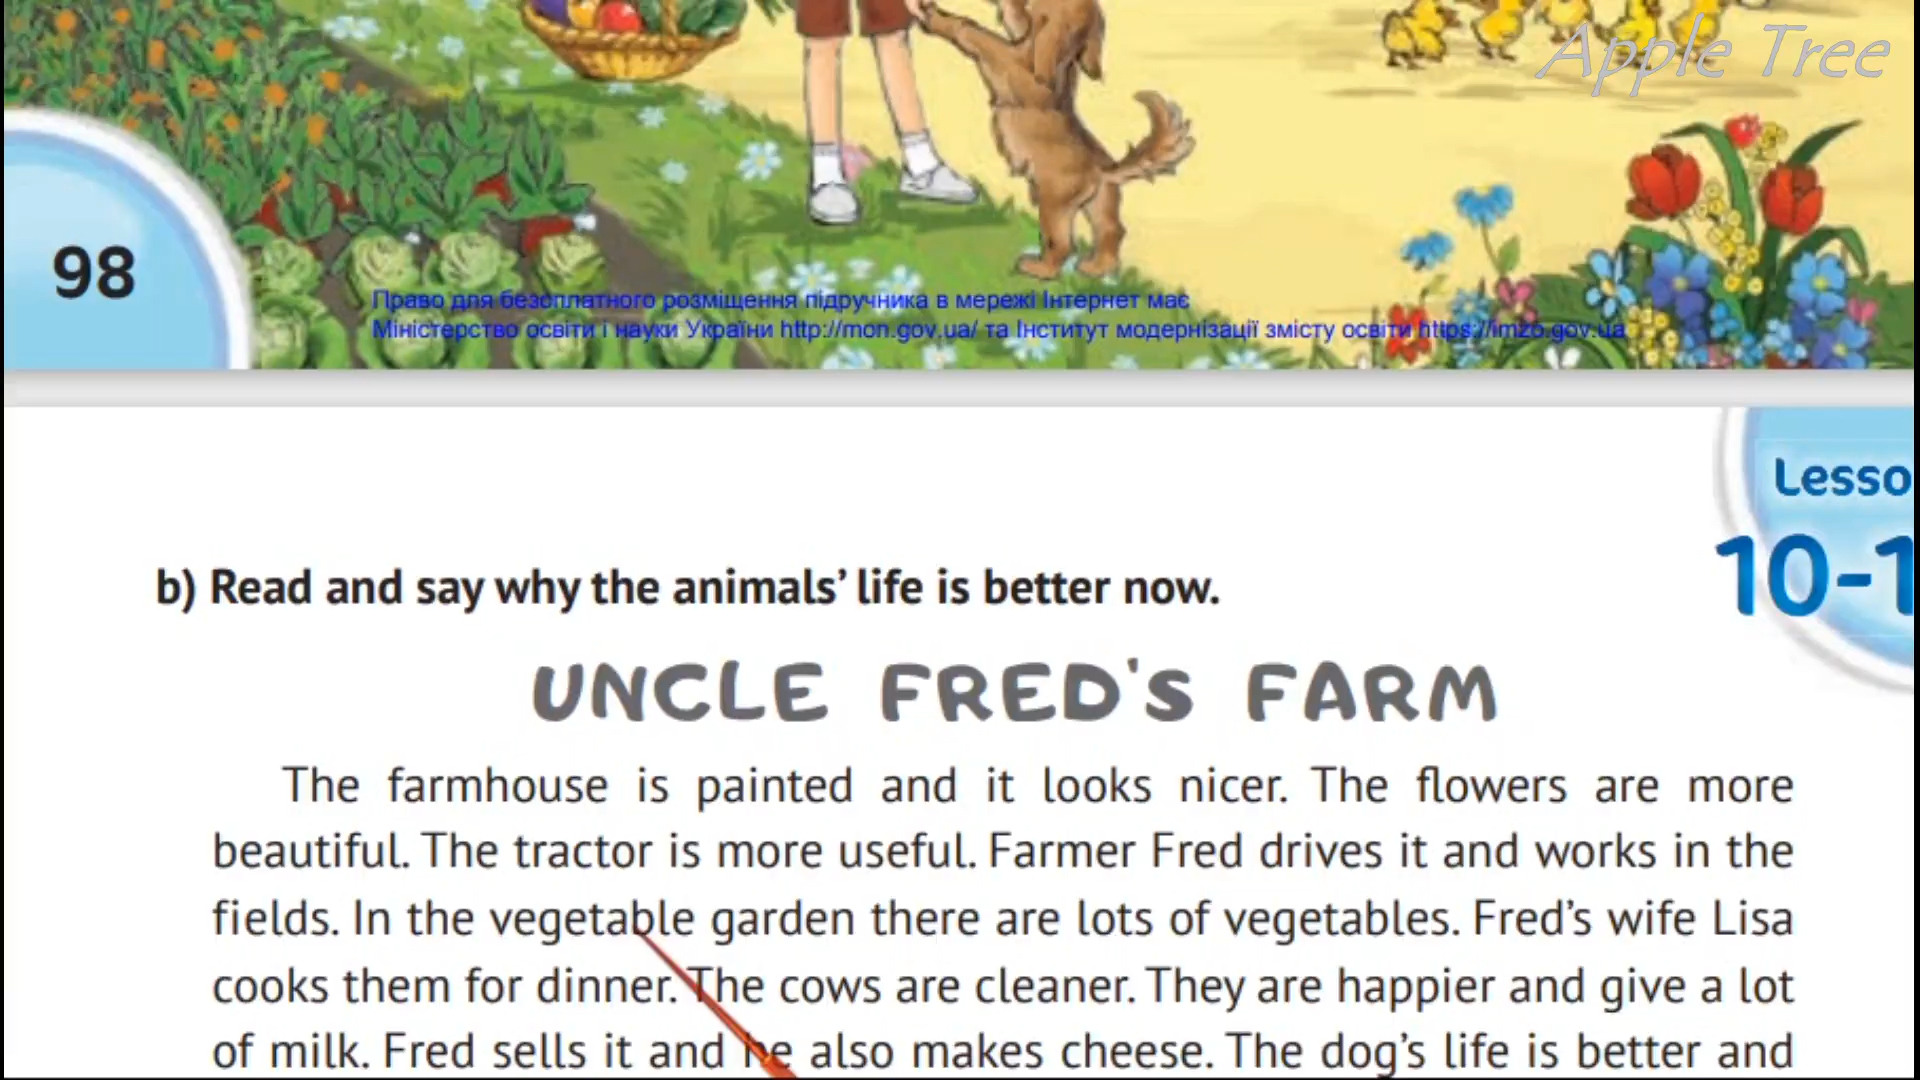 Apple Tree
98
Право для безоплатного розміщення підручника в мережі Інтернет має
Міністерство освіти і науки України http://mon.gov.ua/ та Інститут модернізації змісту освіти https://imzo.gov.ua
Lesso
10-1
b) Read and say why the animals’ life is better now.
UNCLE FRED'S FARM
The farmhouse is painted and it looks nicer. The flowers are more
beautiful. The tractor is more useful. Farmer Fred drives it and works in the
fields. In the vegetable garden there are lots of vegetables. Fred’s wife Lisa
cooks them for dinner. The cows are cleaner. They are happier and give a lot
of milk. Fred sells it and he also makes cheese. The dog’s life is better and